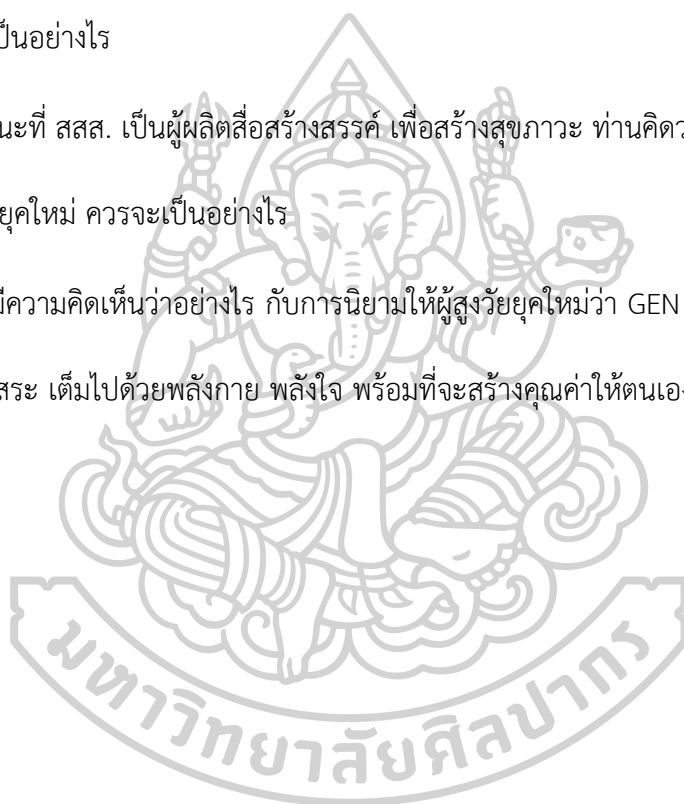 ป็นอย่างไร
นะที่ สสส. เป็นผู้ผลิตสื่อสร้างสรรค์ เพื่อสร้างสุขภาวะ ท่านคิดว
ยุคใหม่ ควรจะเป็นอย่างไร
มีความคิดเห็นว่าอย่างไร กับการนิยามให้ผู้สูงวัยยุคใหม่ว่า GEN
สระ เต็มไปด้วยพลังกาย พลังใจ พร้อมที่จะสร้างคุณค่าให้ตนเอง
มหาวิทยาลัยศิลปากร